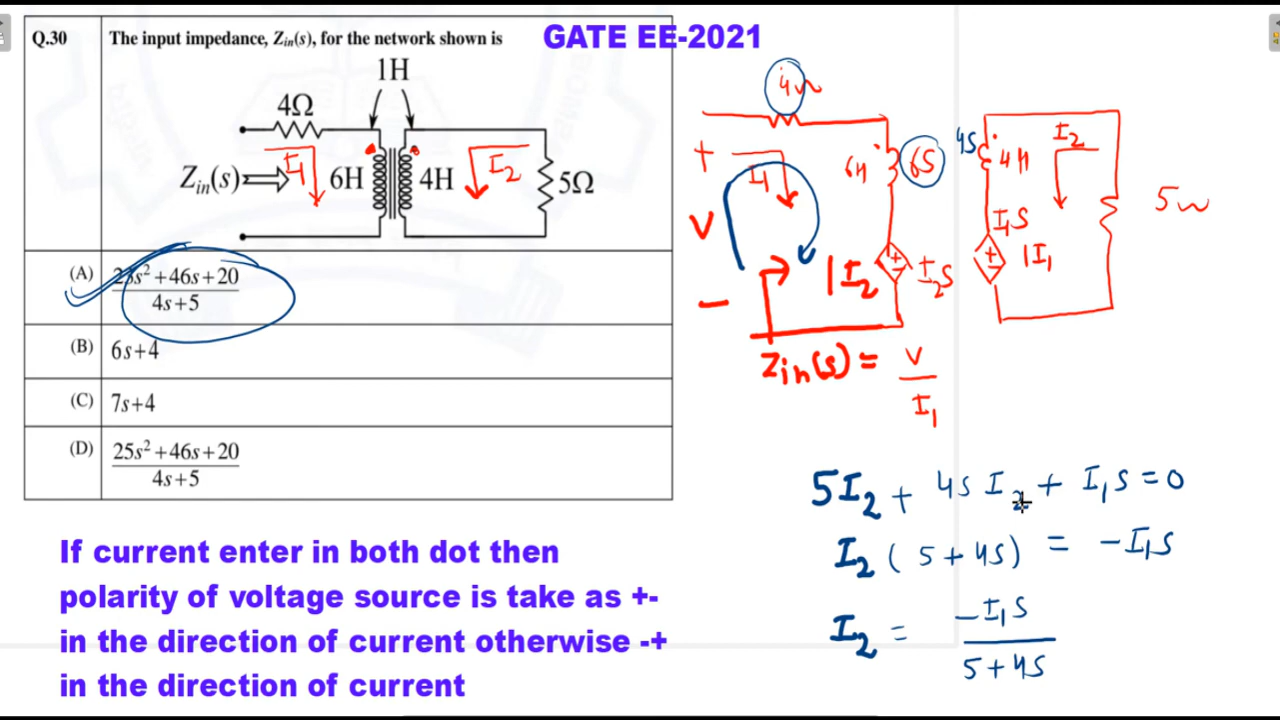 Q.30 The input impedance, Zin(s), for the network shown is
GATE EE-2021
1H
4Ω
Zin(s)
I1
6H
4H
I2
5Ω
(A) 23s² +46s+20
4s+5
(B) 6s+4
(C) 7s+4
(D) 25s² +46s+20
4s+5
If current enter in both dot then
polarity of voltage source is take as +-
in the direction of current otherwise -+
in the direction of current
4
+
I1
6H
6S
V
-
+
-
1I2
I2S
Zin(s) = V
I1
4S
4H
I2
I1S
+
-
1I1
5
5I2 + 4S I2 + I1S = 0
I2 ( 5 + 4S ) = - I1S
I2 = - I1S
5 + 4S